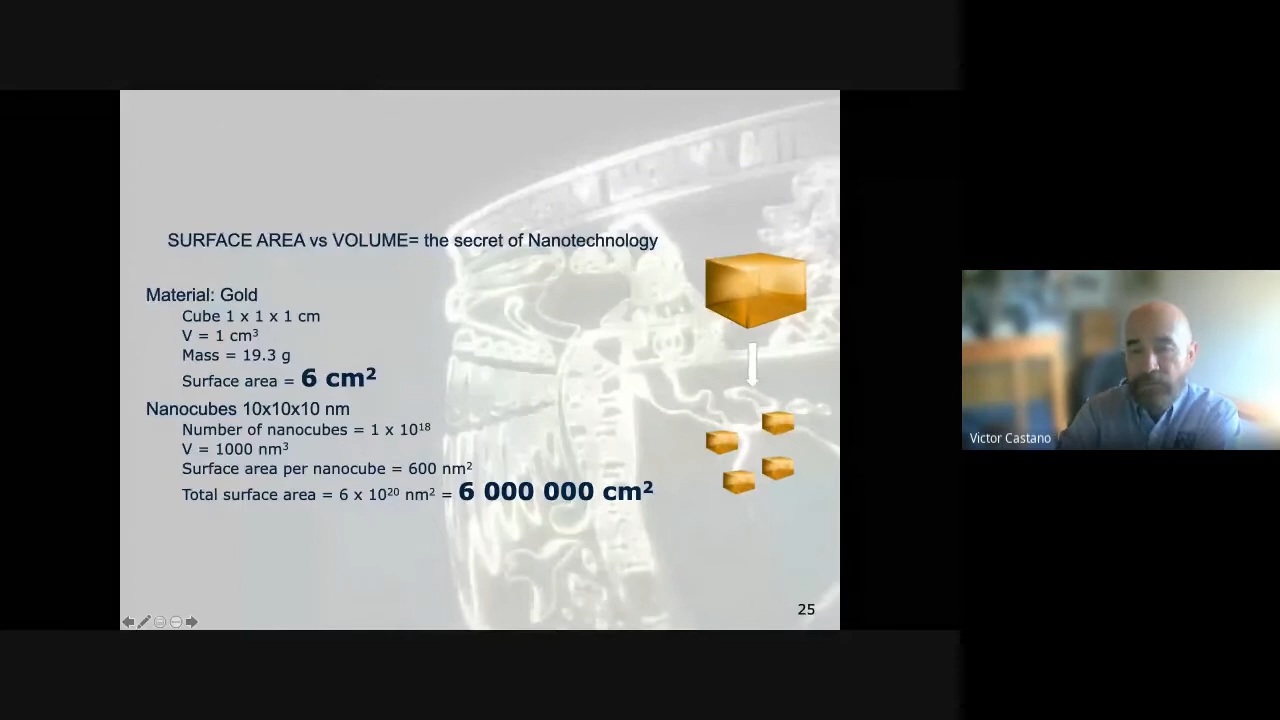 SURFACE AREA vs VOLUME= the secret of Nanotechnology
Material: Gold
Cube 1 x 1 x 1 cm
V = 1 cm³
Mass = 19.3 g
Surface area = 6 cm²
Nanocubes 10x10x10 nm
Number of nanocubes = 1 x 10¹⁸
V = 1000 nm³
Surface area per nanocube = 600 nm²
Total surface area = 6 x 10²⁰ nm² = 6 000 000 cm²
25
Victor Castano